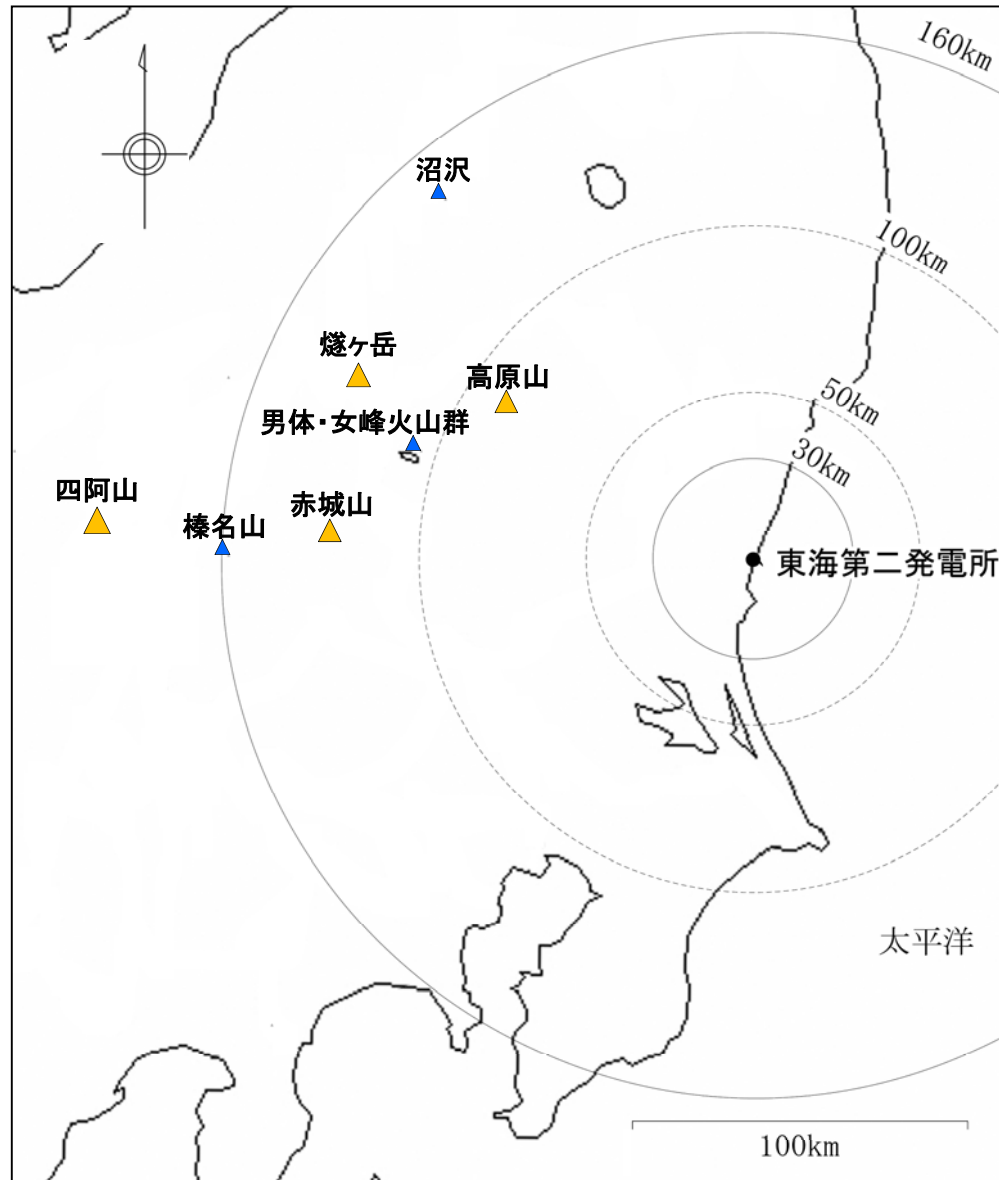 160km
沼沢
100km
燧ヶ岳
高原山
50km
男体・女峰火山群
30km
四阿山
赤城山
榛名山
東海第二発電所
太平洋
100km